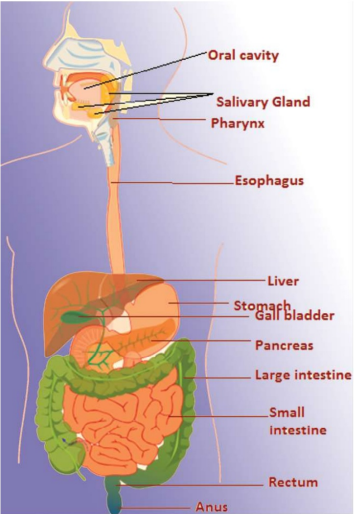 Oral cavity
Salivary Gland
Pharynx
Esophagus
Liver
Stomach
Gall bladder
Pancreas
Large intestine
Small
intestine
Rectum
Anus